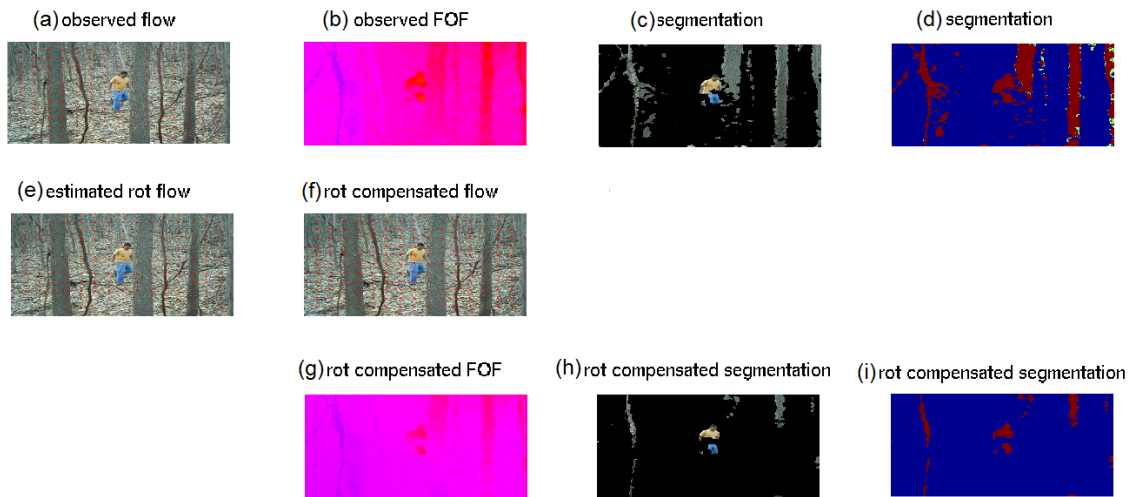 (a) observed flow
(b) observed FOF
(c) segmentation
(d) segmentation
(e) estimated rot flow
(f) rot compensated flow
(g) rot compensated FOF
(h) rot compensated segmentation
(i) rot compensated segmentation